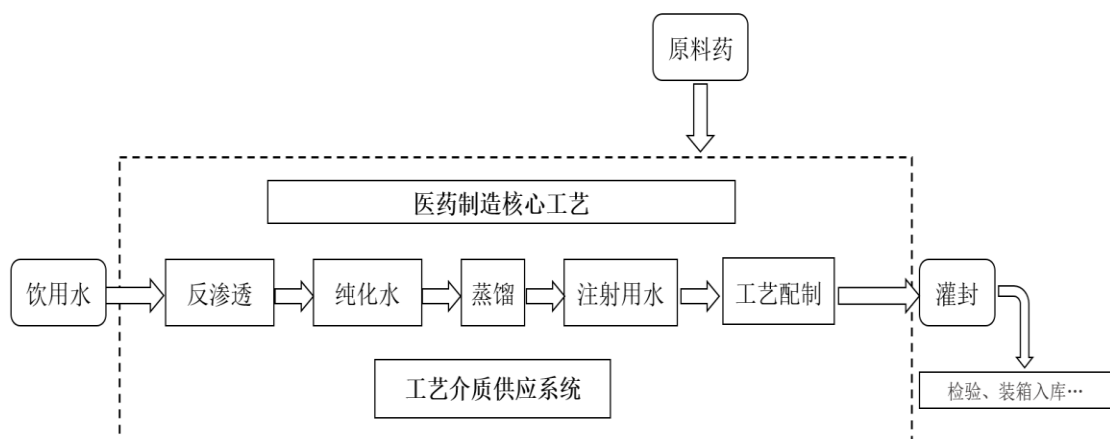 原料药
医药制造核心工艺
饮用水
反渗透
纯化水
蒸馏
注射用水
工艺配制
灌封
工艺介质供应系统
检验、装箱入库…